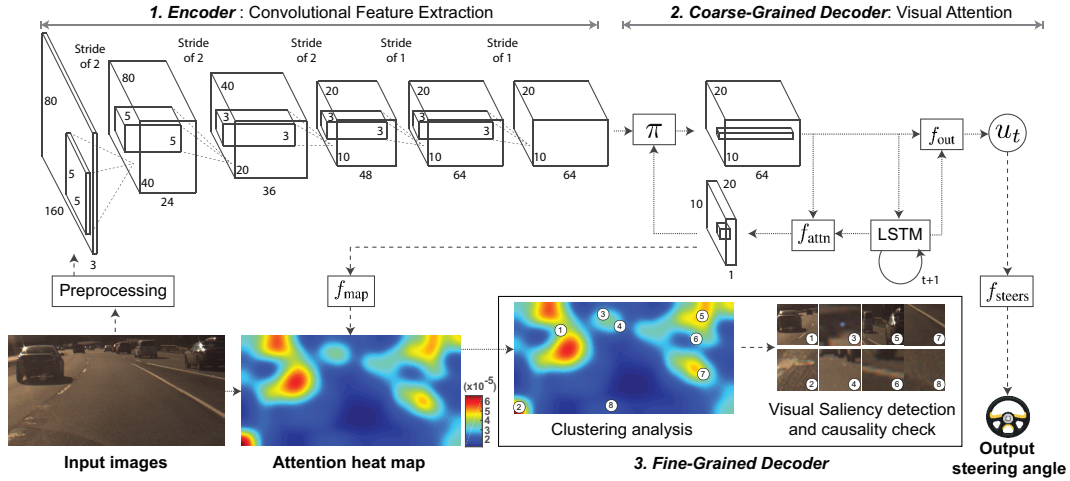 1. Encoder : Convolutional Feature Extraction
2. Coarse-Grained Decoder: Visual Attention
Stride of 2
Stride of 2
Stride of 2
Stride of 1
Stride of 1
80
160
3
5
5
80
40
24
5
5
40
20
36
3
3
20
10
48
3
3
20
10
64
3
3
20
10
64
π
20
10
64
f_out
u_t
20
10
1
f_attn
LSTM
t+1
f_map
f_steers
Preprocessing
(x10⁻⁵)
6
5
4
3
2
1
2
3
4
5
6
7
8
1
3
5
7
2
4
6
8
Clustering analysis
Visual Saliency detection
and causality check
Input images
Attention heat map
3. Fine-Grained Decoder
Output
steering angle